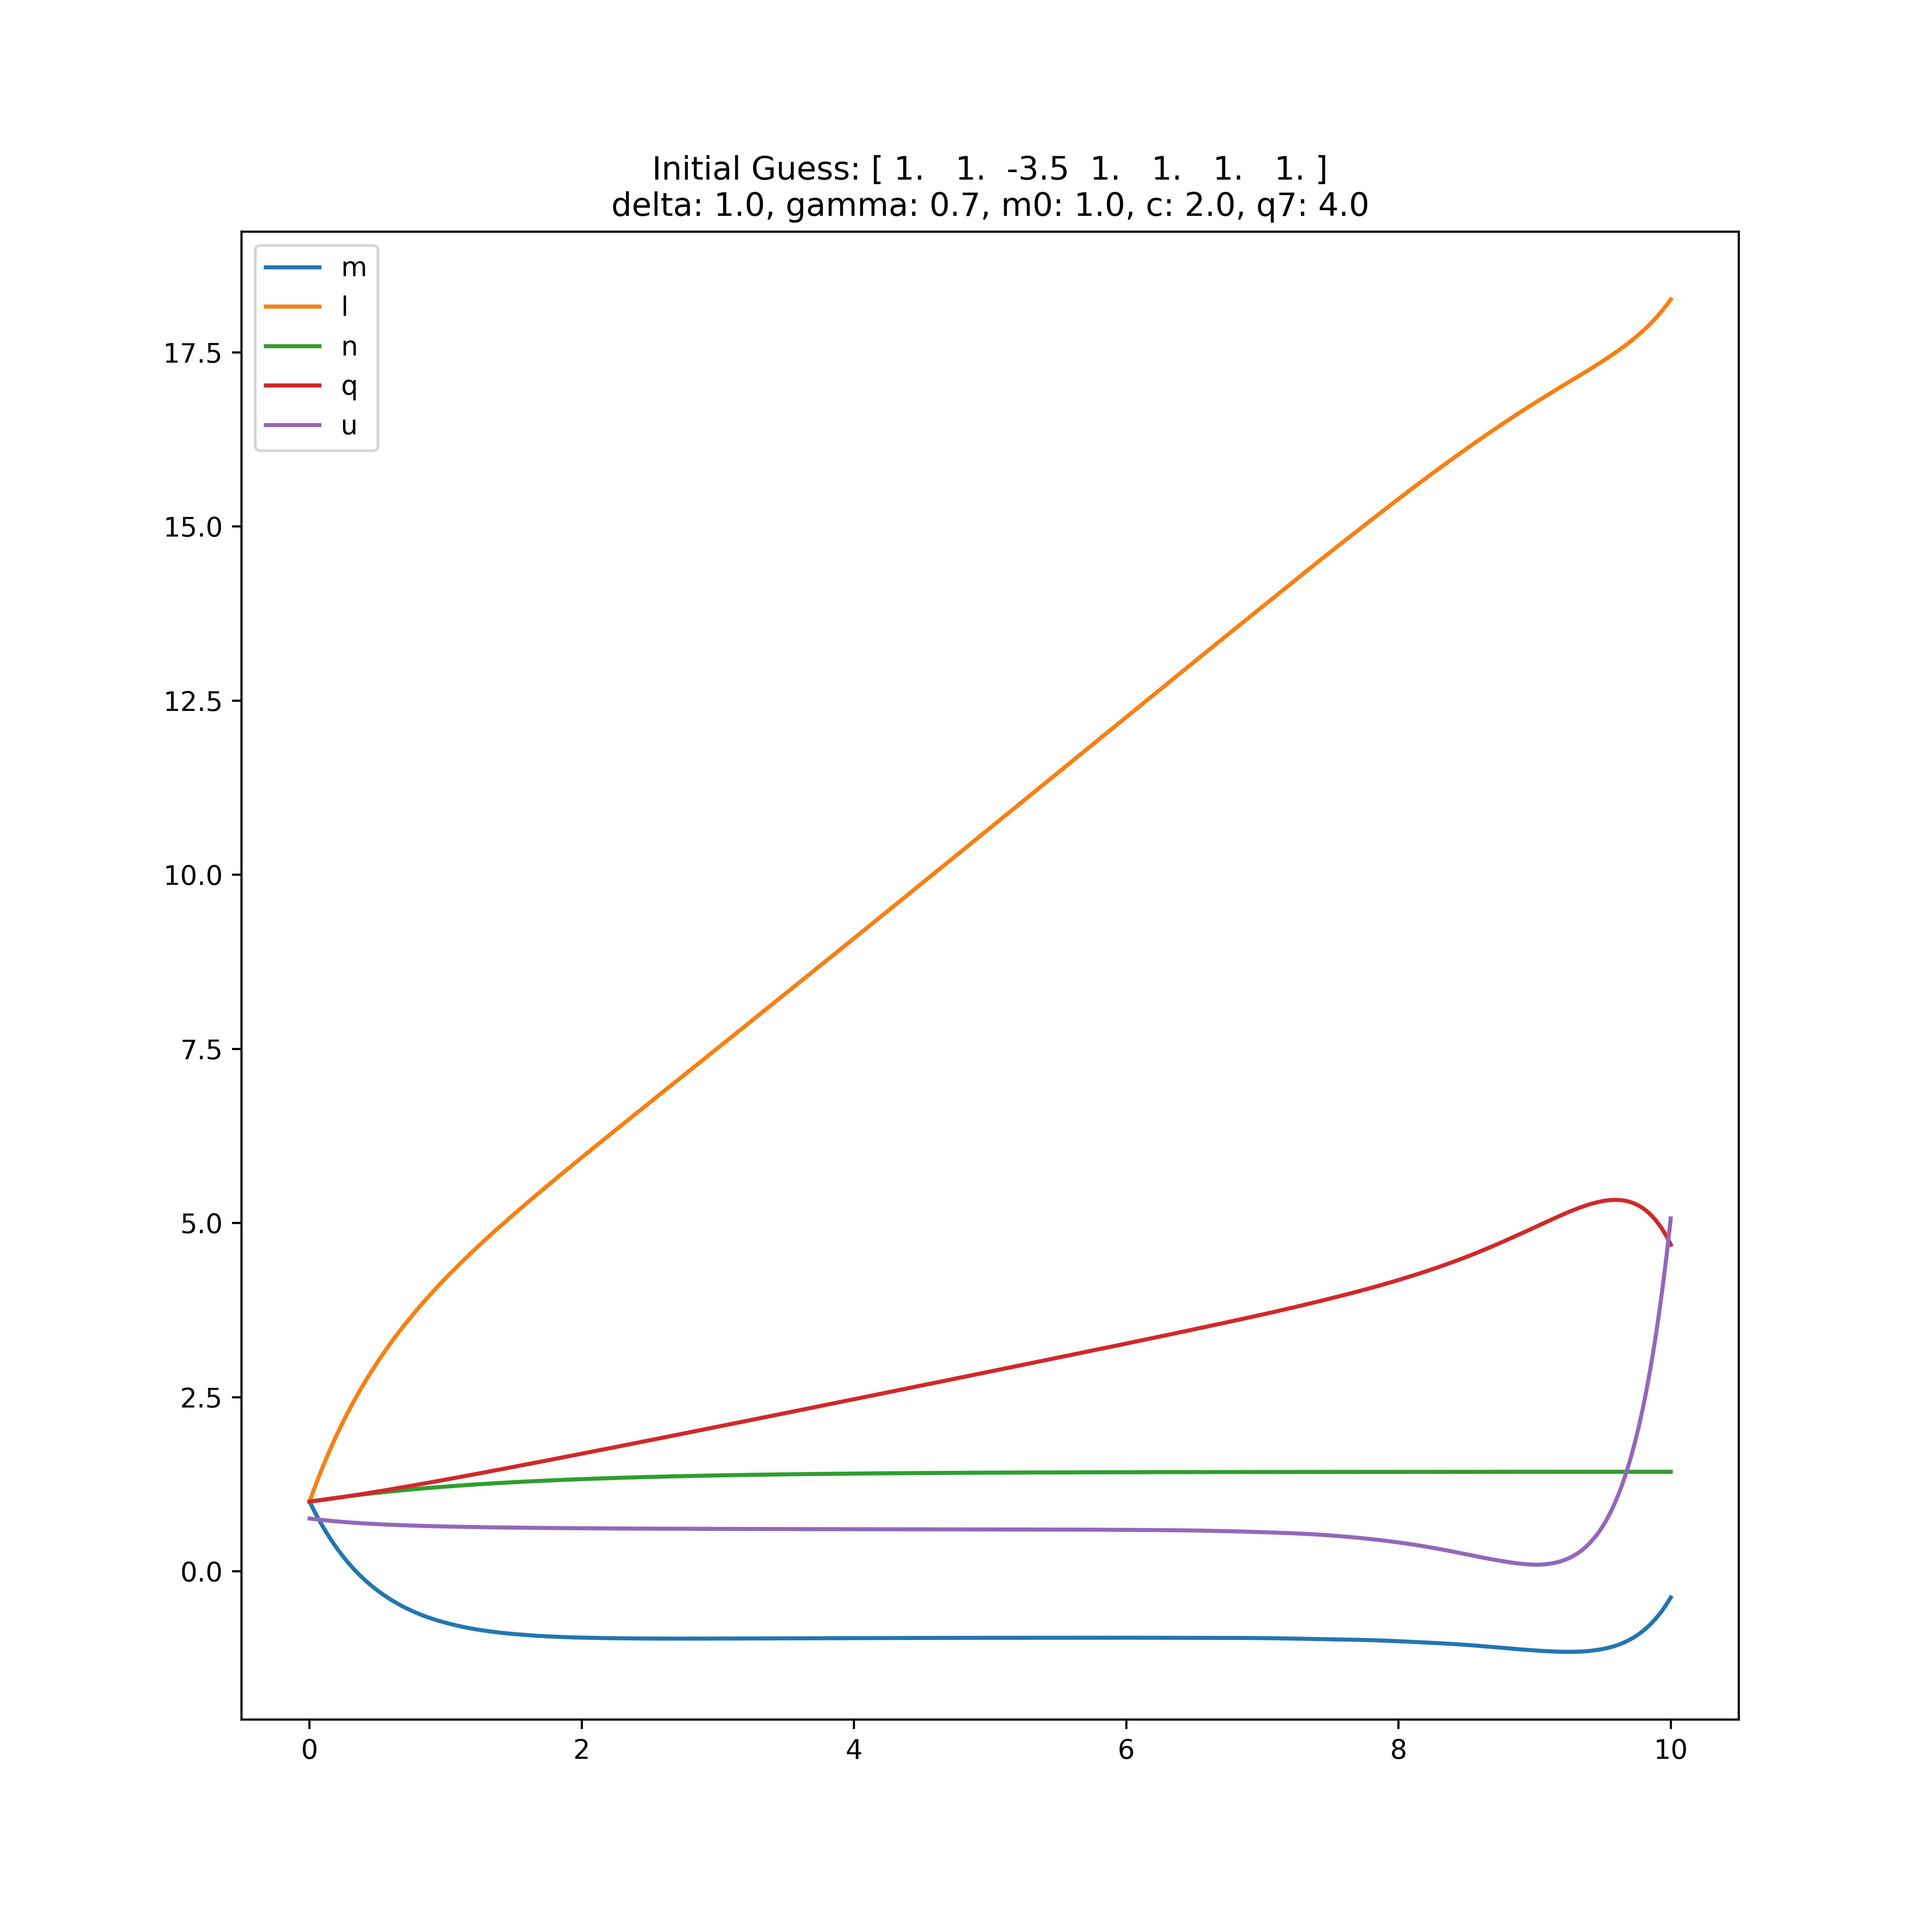 Initial Guess: [ 1. 1. -3.5 1. 1. 1. 1. ]
delta: 1.0, gamma: 0.7, m0: 1.0, c: 2.0, q7: 4.0
m
l
n
q
u
17.5
15.0
12.5
10.0
7.5
5.0
2.5
0.0
0 2 4 6 8 10